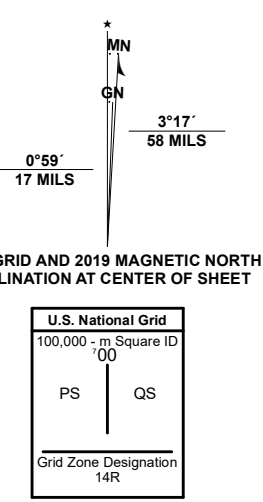 ★
MN
GN
3°17´
58 MILS
0°59´
17 MILS
GRID AND 2019 MAGNETIC NORTH
LINATION AT CENTER OF SHEET
U.S. National Grid
100,000 - m Square ID
⁷00
PS QS
Grid Zone Designation
14R